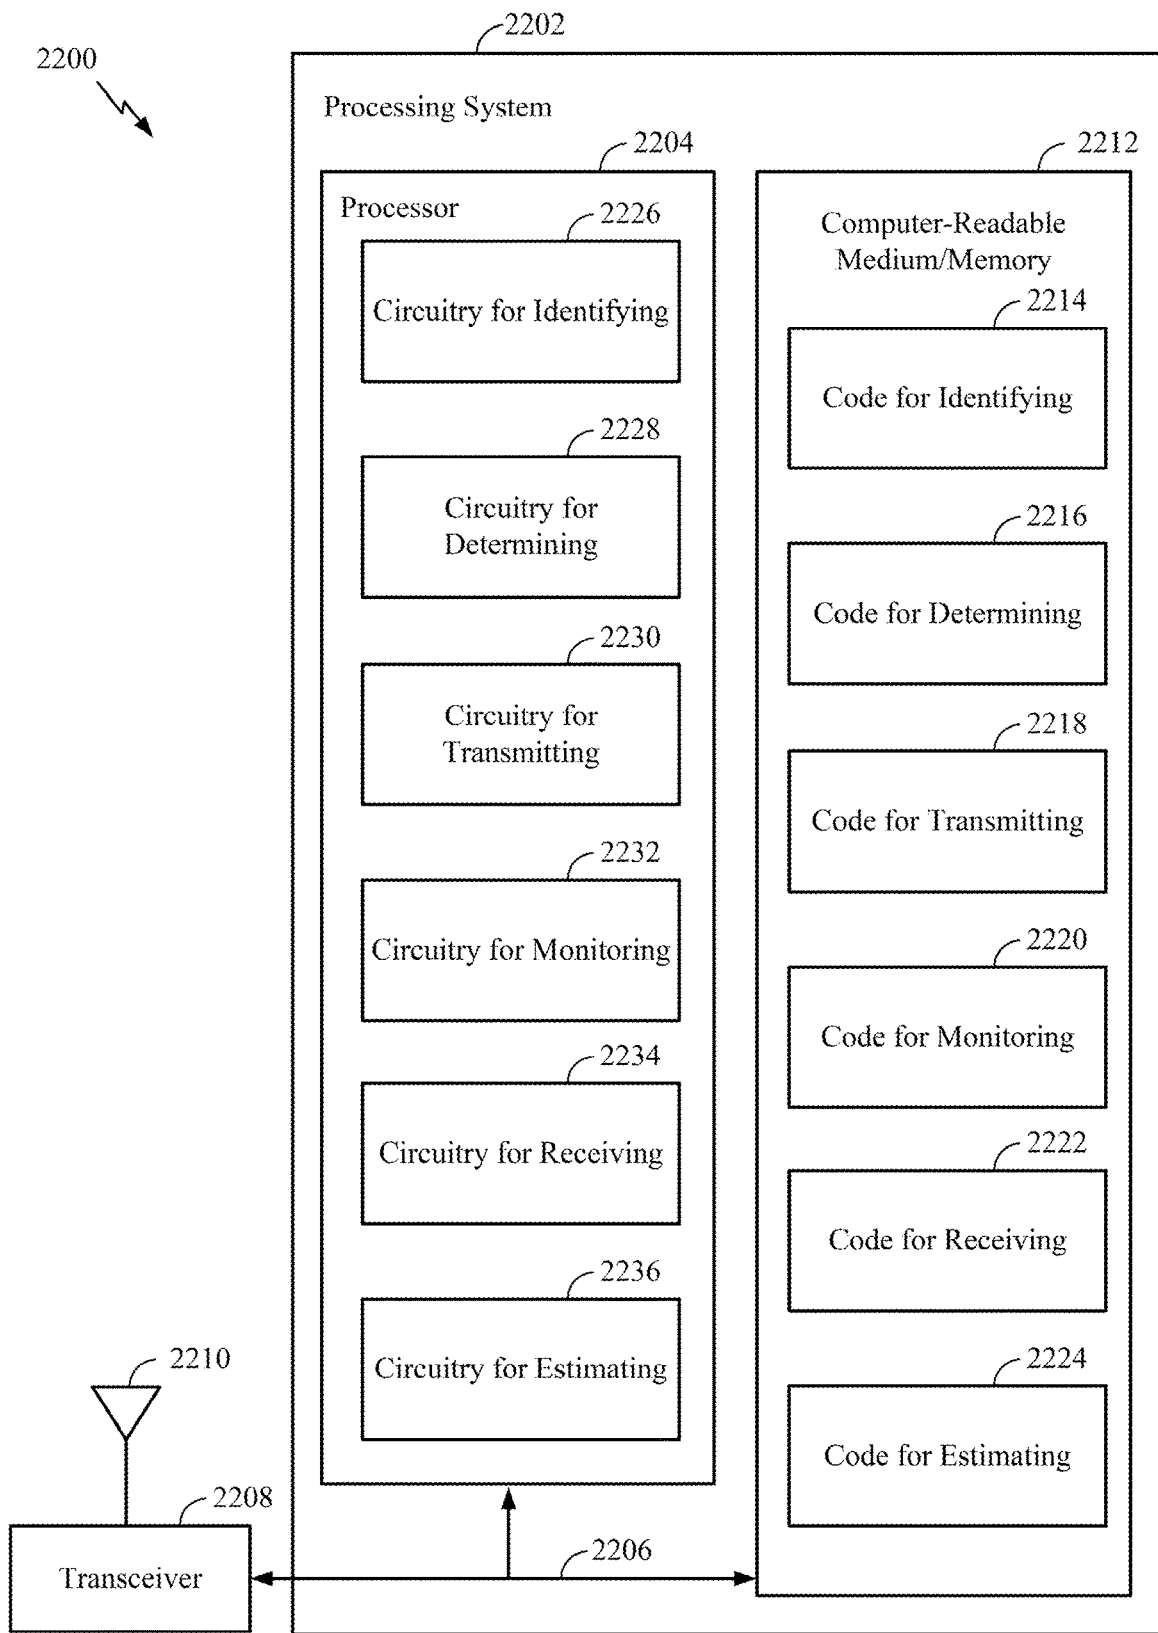 2200
2202
Processing System
2204
Processor
2226
Circuitry for Identifying
2228
Circuitry for
Determining
2230
Circuitry for
Transmitting
2232
Circuitry for Monitoring
2234
Circuitry for Receiving
2236
Circuitry for Estimating
2212
Computer-Readable
Medium/Memory
2214
Code for Identifying
2216
Code for Determining
2218
Code for Transmitting
2220
Code for Monitoring
2222
Code for Receiving
2224
Code for Estimating
2210
2208
Transceiver
2206